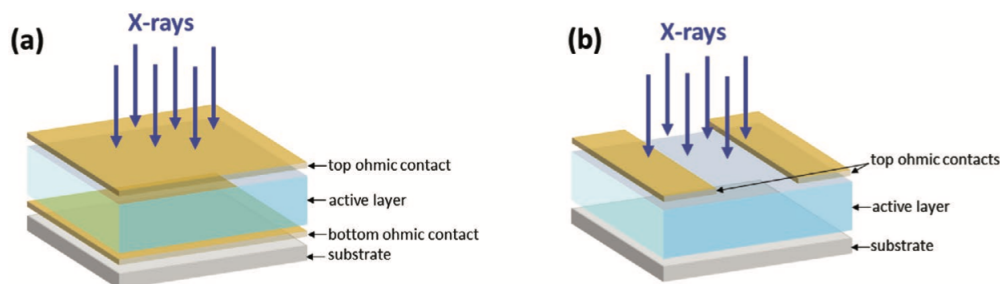 (a)
X-rays
top ohmic contact
active layer
bottom ohmic contact
substrate
(b)
X-rays
top ohmic contacts
active layer
substrate